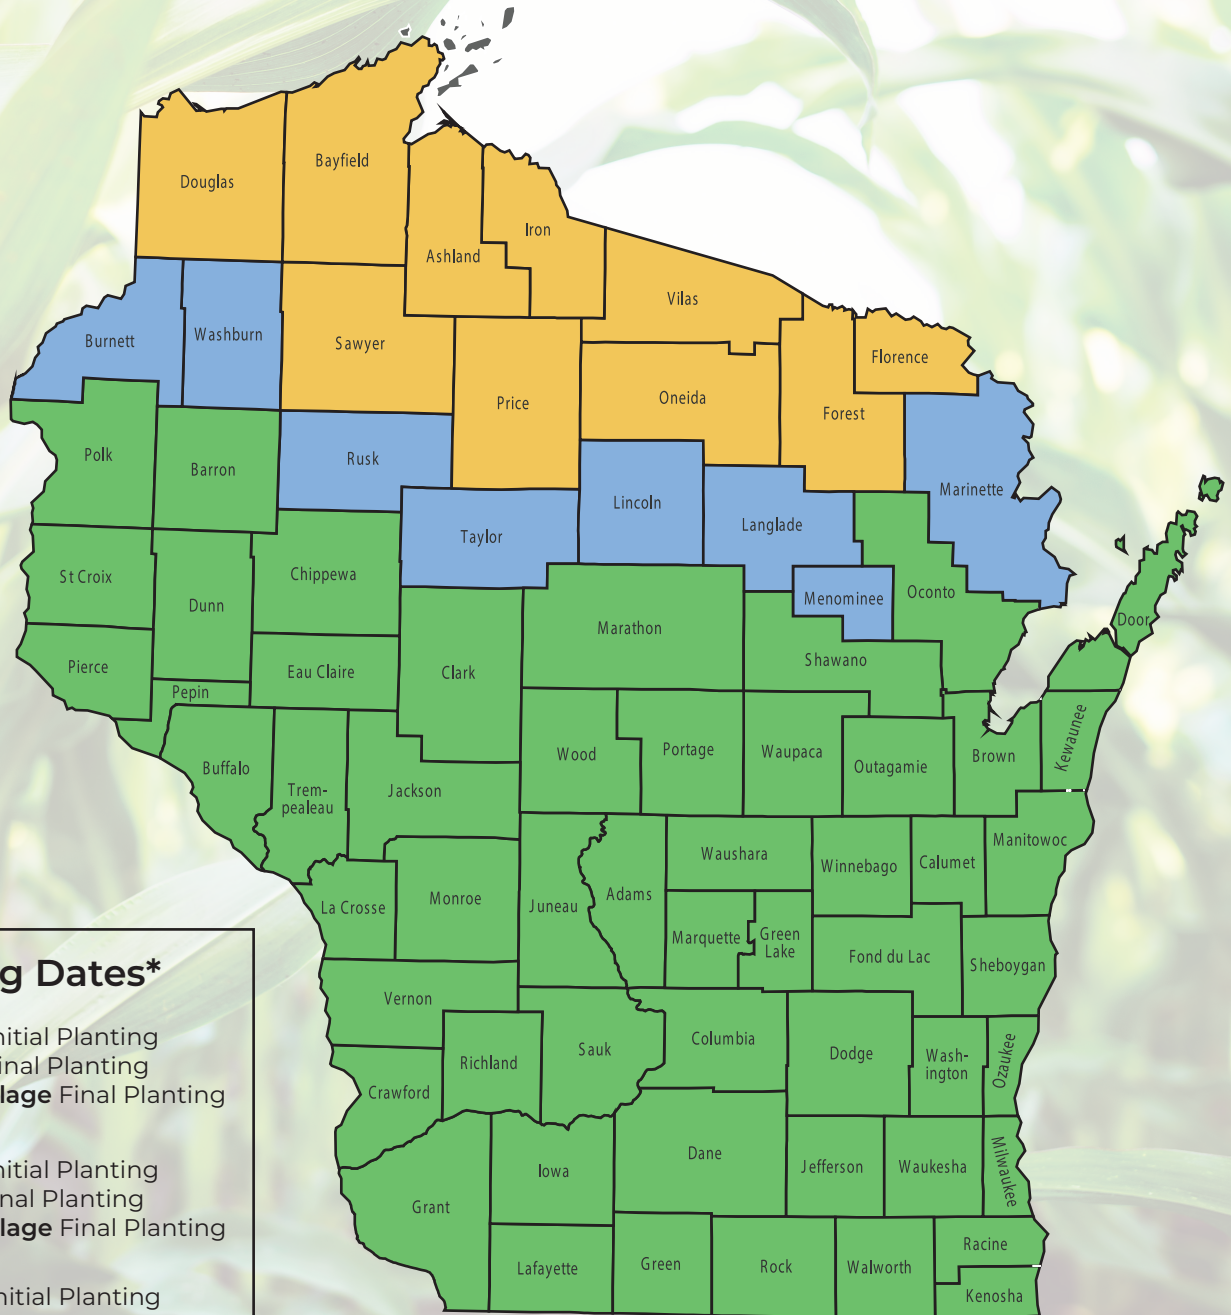 Bayfield
Douglas
Iron
Ashland
Vilas
Burnett
Washburn
Sawyer
Florence
Price
Oneida
Forest
Polk
Barron
Rusk
Lincoln
Marinette
Langlade
Taylor
St Croix
Chippewa
Dunn
Menominee
Oconto
Door
Marathon
Pierce
Eau Claire
Clark
Shawano
Pepin
Buffalo
Wood
Portage
Waupaca
Outagamie
Brown
Kewaunee
Trem-
pealeau
Jackson
Manitowoc
Waushara
Winnebago
Calumet
La Crosse
Monroe
Juneau
Adams
Marquette
Green
Lake
Fond du Lac
Sheboygan
Vernon
Richland
Sauk
Columbia
Dodge
Wash-
ington
Ozaukee
Crawford
Iowa
Dane
Jefferson
Waukesha
Milwaukee
Grant
Lafayette
Green
Rock
Walworth
Racine
Kenosha
g Dates*
nitial Planting
inal Planting
lage Final Planting
nitial Planting
nal Planting
lage Final Planting
nitial Planting